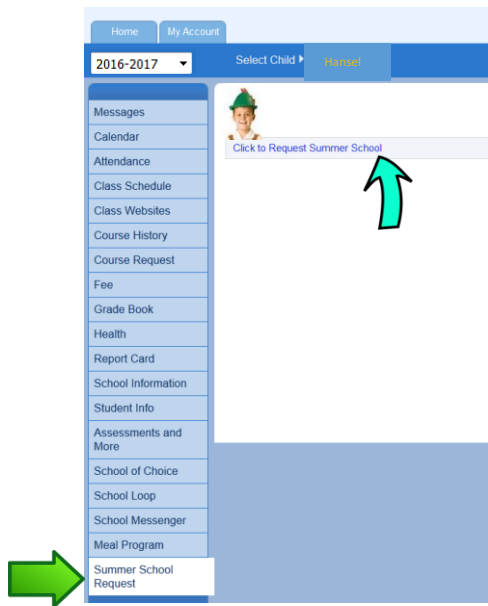 Home My Account
2016-2017 Select Child Hansel
Messages
Calendar
Click to Request Summer School
Attendance
Class Schedule
Class Websites
Course History
Course Request
Fee
Grade Book
Health
Report Card
School Information
Student Info
Assessments and
More
School of Choice
School Loop
School Messenger
Meal Program
Summer School
Request